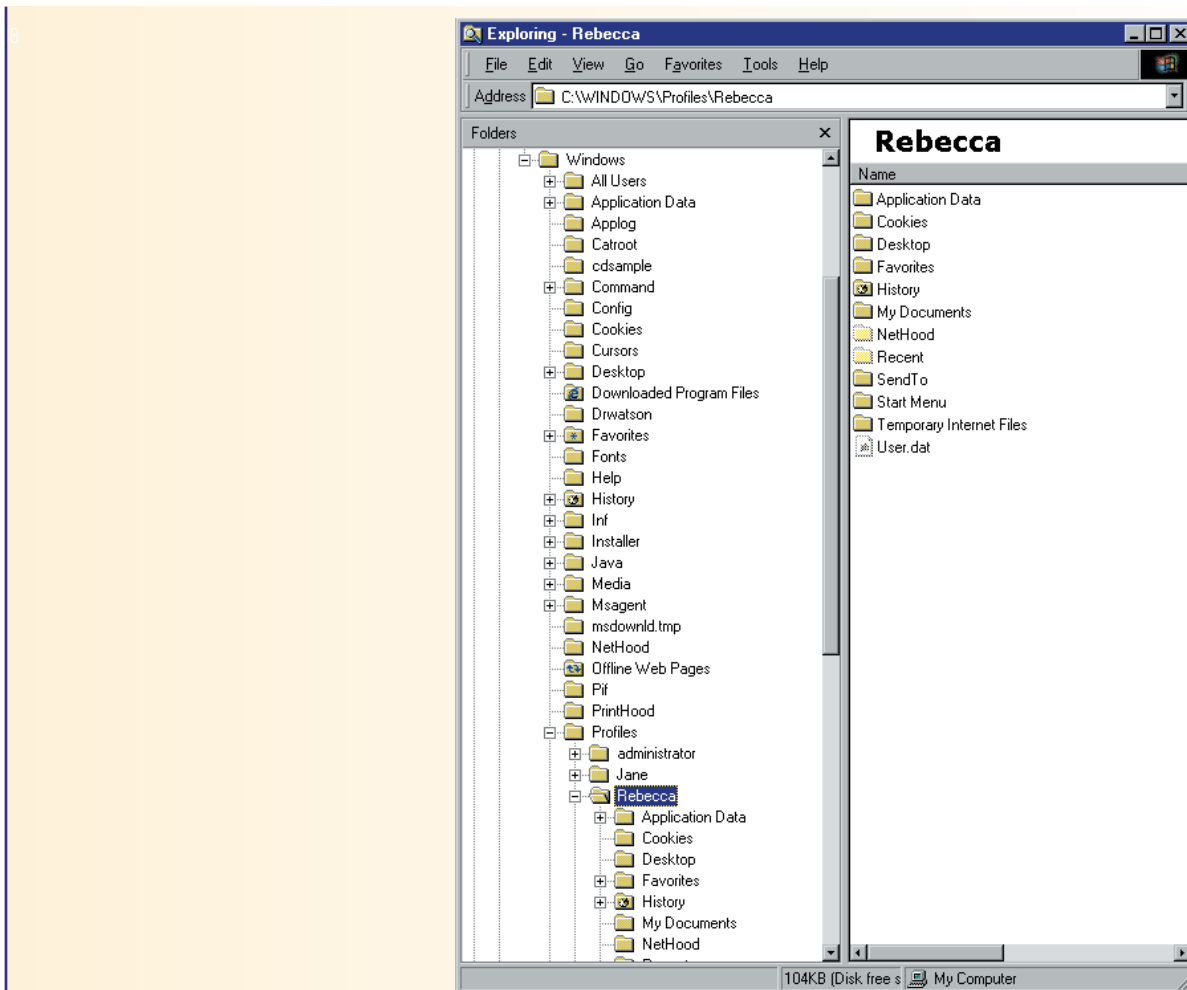 8
Exploring - Rebecca
File Edit View Go Favorites Tools Help
Address C:\WINDOWS\Profiles\Rebecca
Folders
Windows
All Users
Application Data
Applog
Catroot
cdsample
Command
Config
Cookies
Cursors
Desktop
Downloaded Program Files
Drwatson
Favorites
Fonts
Help
History
Inf
Installer
Java
Media
Msagent
msdownld.tmp
NetHood
Offline Web Pages
Pif
PrintHood
Profiles
administrator
Jane
Rebecca
Application Data
Cookies
Desktop
Favorites
History
My Documents
NetHood
Rebecca
Name
Application Data
Cookies
Desktop
Favorites
History
My Documents
NetHood
Recent
SendTo
Start Menu
Temporary Internet Files
User.dat
104KB (Disk free s My Computer